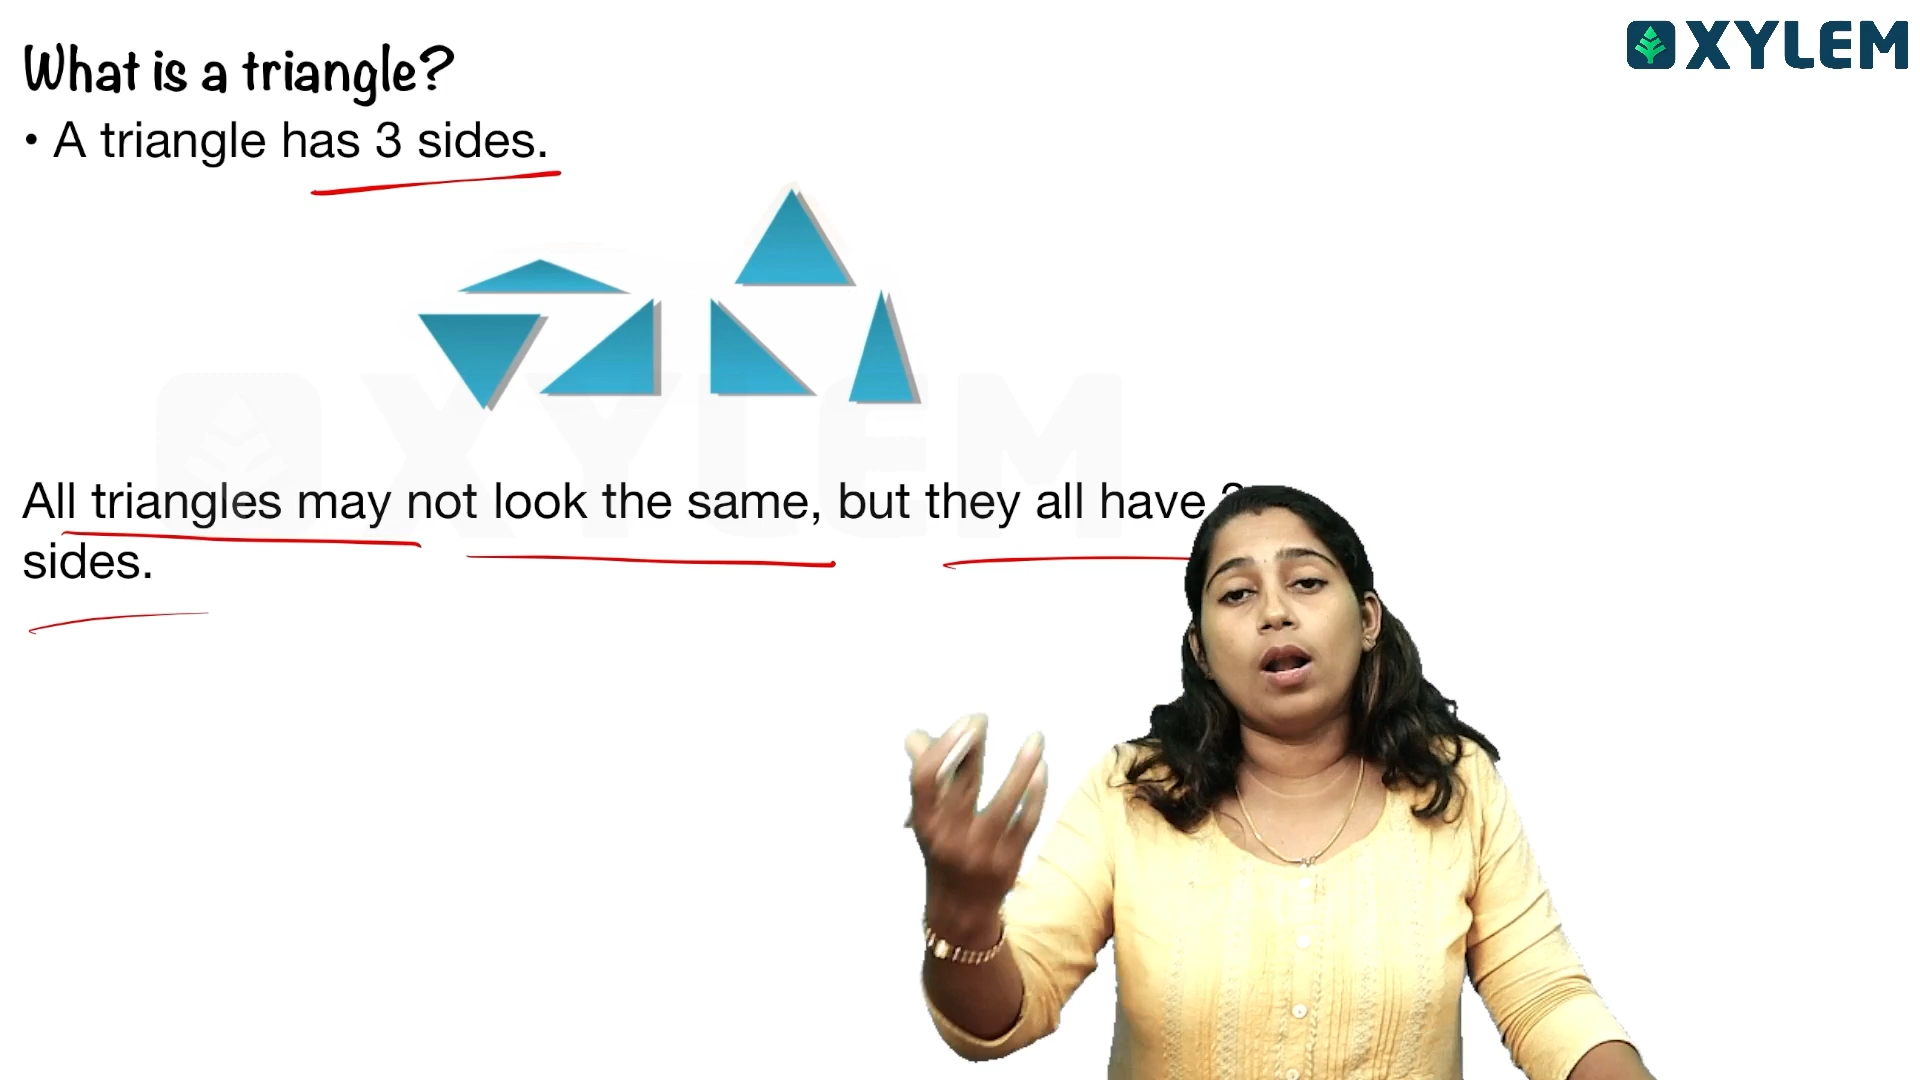 What is a triangle?
XYLEM
• A triangle has 3 sides.
XYLEM
All triangles may not look the same, but they all have
sides.